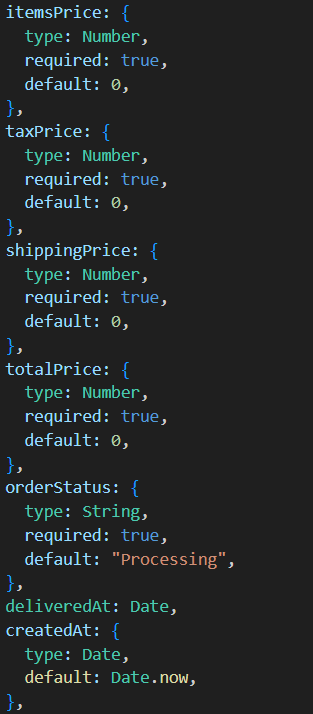 itemsPrice: {
  type: Number,
  required: true,
  default: 0,
},
taxPrice: {
  type: Number,
  required: true,
  default: 0,
},
shippingPrice: {
  type: Number,
  required: true,
  default: 0,
},
totalPrice: {
  type: Number,
  required: true,
  default: 0,
},
orderStatus: {
  type: String,
  required: true,
  default: "Processing",
},
deliveredAt: Date,
createdAt: {
  type: Date,
  default: Date.now,
},